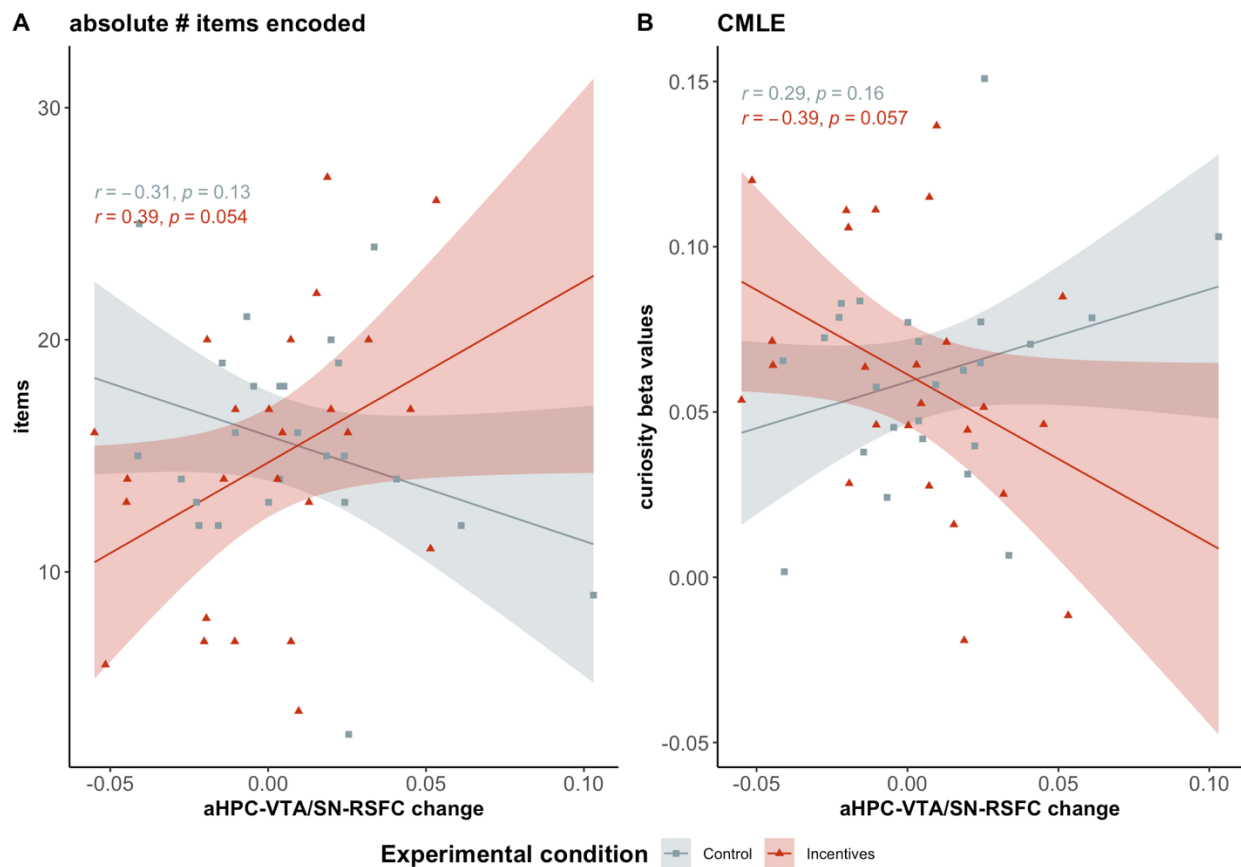 A absolute # items encoded
r = −0.31, p = 0.13
r = 0.39, p = 0.054
30
20
10
items
-0.05 0.00 0.05 0.10
aHPC-VTA/SN-RSFC change
B CMLE
r = 0.29, p = 0.16
r = −0.39, p = 0.057
0.15
0.10
0.05
0.00
-0.05
curiosity beta values
-0.05 0.00 0.05 0.10
aHPC-VTA/SN-RSFC change
Experimental condition Control Incentives